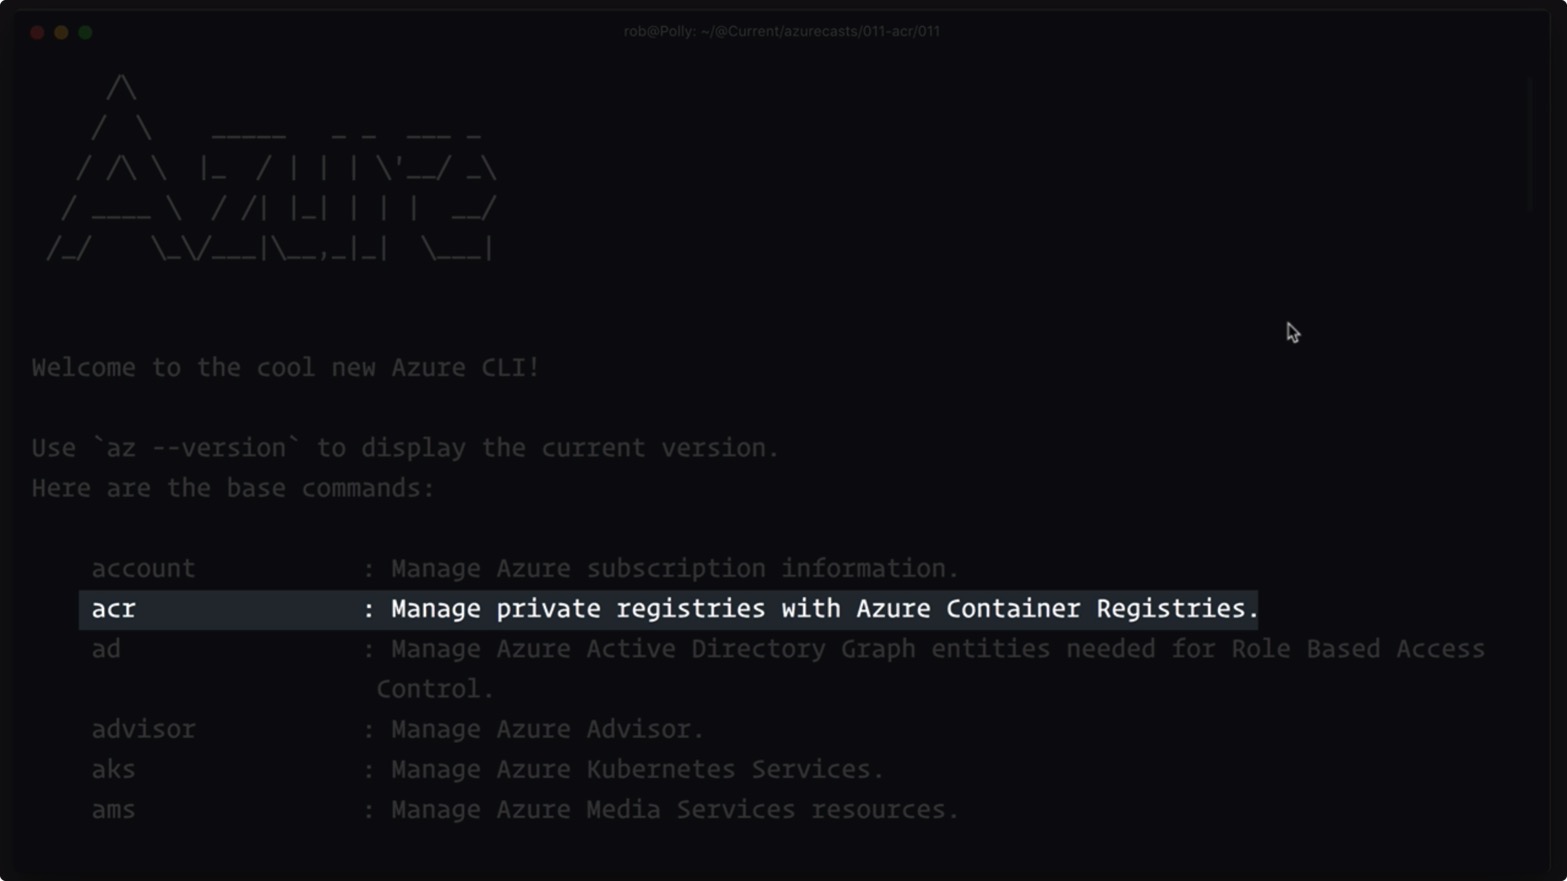 rob@Polly: ~/@Current/azurecasts/011-acr/011
     /\
    /  \    _____   _ _  ___ _
   / /\ \  |_  / | | | \'__/ _\
  / ____ \  / /| |_| | | |  __/
 /_/    \_\/___|\__,_|_|  \___|
Welcome to the cool new Azure CLI!
Use `az --version` to display the current version.
Here are the base commands:
account : Manage Azure subscription information.
acr : Manage private registries with Azure Container Registries.
ad : Manage Azure Active Directory Graph entities needed for Role Based Access
Control.
advisor : Manage Azure Advisor.
aks : Manage Azure Kubernetes Services.
ams : Manage Azure Media Services resources.